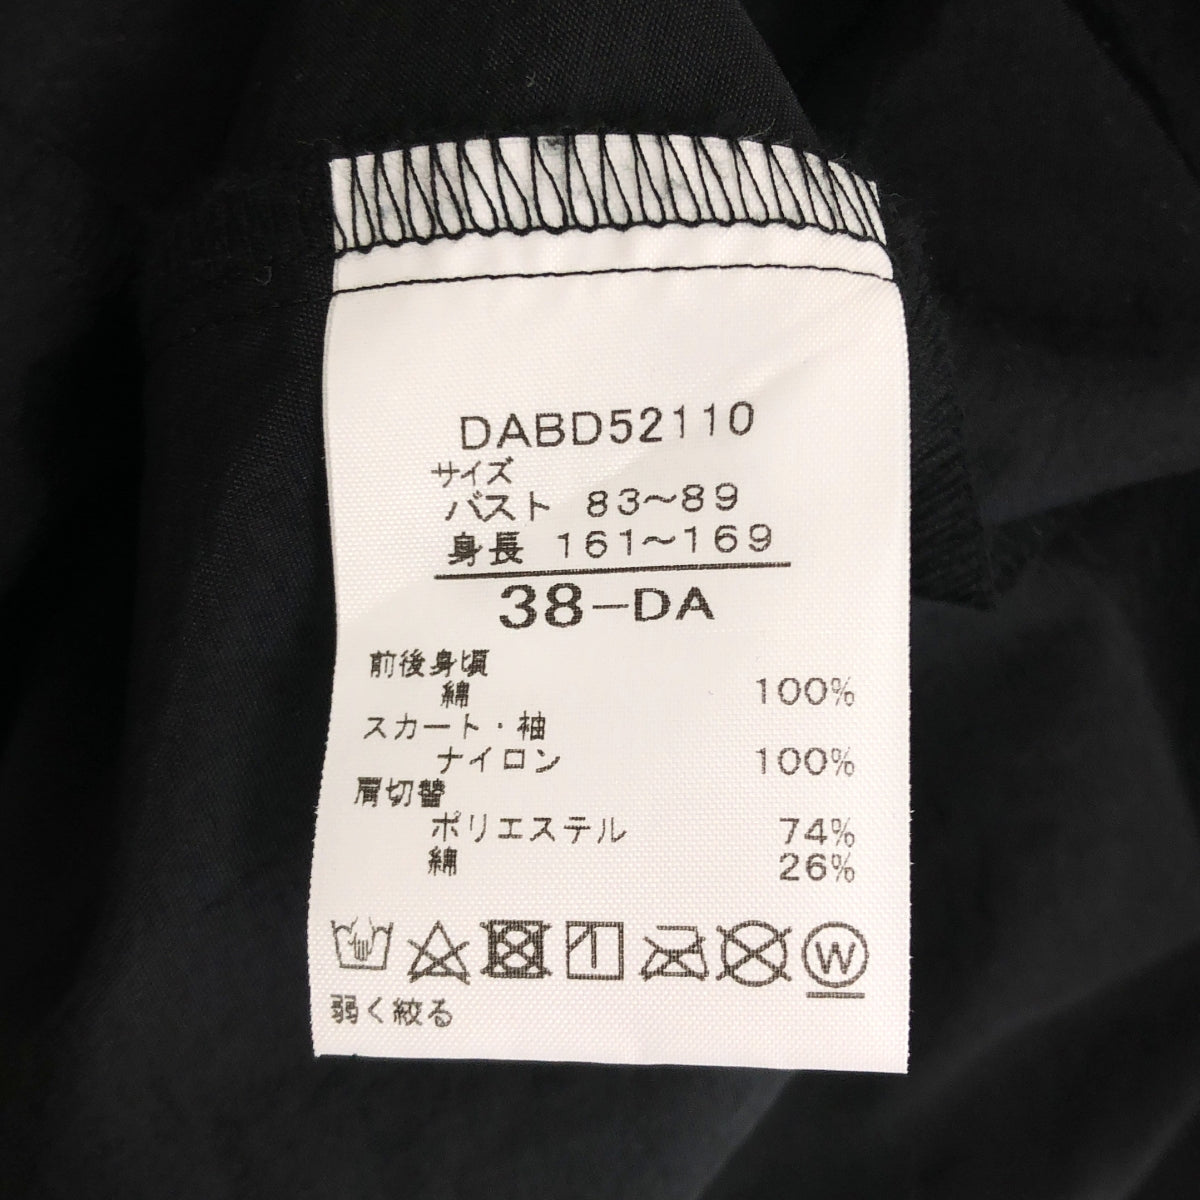 DABD52110
サイズ
バスト 83〜89
身長 161〜169
38-DA
前後身頃
綿 100%
スカート・袖
ナイロン 100%
肩切替
ポリエステル 74%
綿 26%
W
弱く絞る